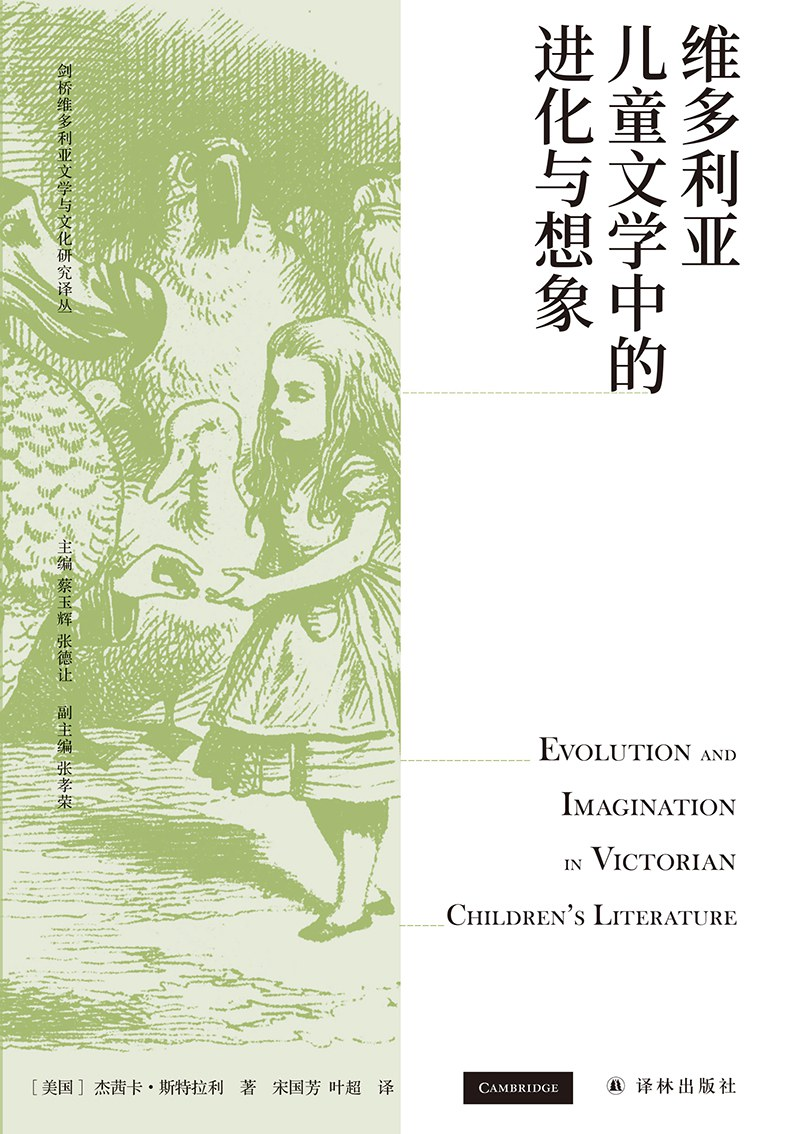 维多利亚
儿童文学中的
进化与想象
剑桥维多利亚文学与文化研究译丛
主编 蔡玉辉 张德让 副主编 张孝荣
EVOLUTION AND
IMAGINATION
IN VICTORIAN
CHILDREN'S LITERATURE
［美国］ 杰茜卡·斯特拉利 著 宋国芳 叶超 译
CAMBRIDGE
译林出版社